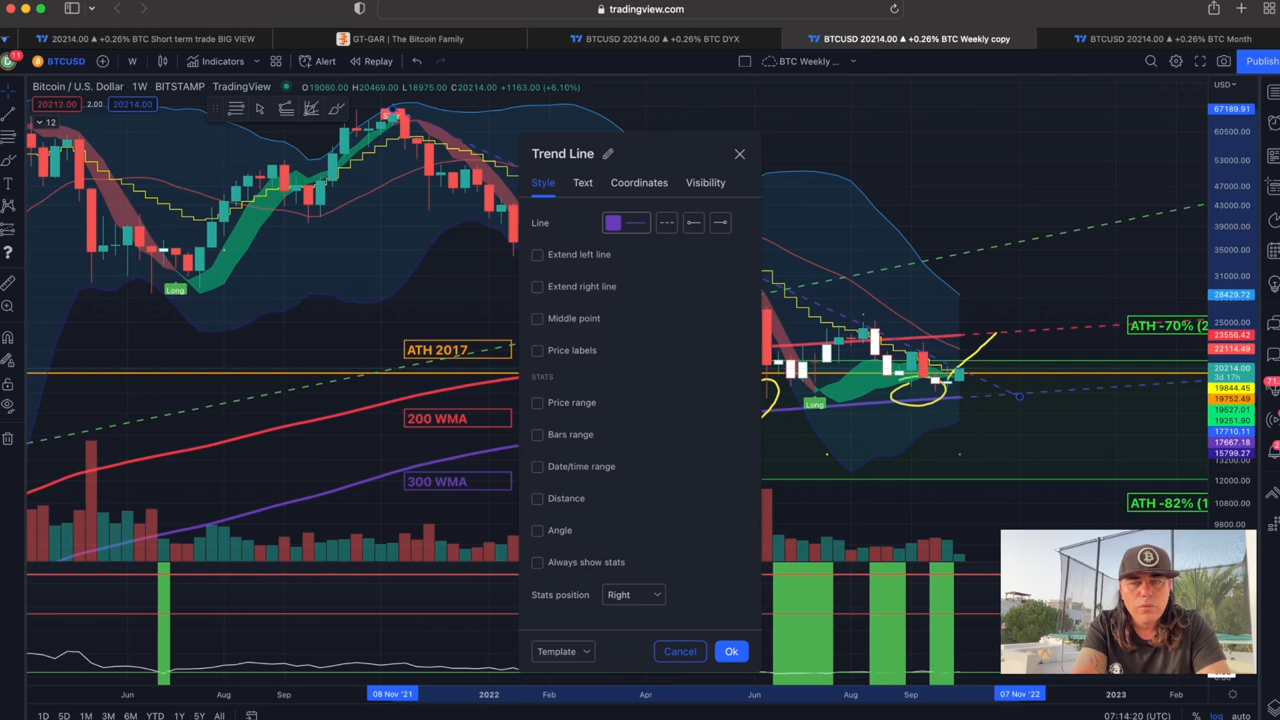 tradingview.com
20214.00 ▲ +0.26% BTC Short term trade BIG VIEW
GT-GAR | The Bitcoin Family
BTCUSD 20214.00 ▲ +0.26% BTC DYX
BTCUSD 20214.00 ▲ +0.26% BTC Weekly copy
BTCUSD 20214.00 ▲ +0.26% BTC Month
11
BTCUSD
W
Indicators
Alert
Replay
BTC Weekly ...
Publish
Bitcoin / U.S. Dollar · 1W · BITSTAMP · TradingView
O19060.00 H20469.00 L18975.00 C20214.00 +1163.00 (+6.10%)
USD
20212.00
2.00
20214.00
12
Long
ATH 2017
200 WMA
300 WMA
Trend Line
Style
Text
Coordinates
Visibility
Line
Extend left line
Extend right line
Middle point
Price labels
STATS
Price range
Bars range
Date/time range
Distance
Angle
Always show stats
Stats position
Right
Template
Cancel
Ok
Long
ATH -70% (2
ATH -82% (1
67189.91
60500.00
53000.00
47000.00
43000.00
39000.00
35000.00
31000.00
28429.72
25000.00
23556.42
22114.49
20214.00
3d 17h
19844.45
19752.49
19527.01
19251.90
17710.11
17667.18
15799.27
13200.00
12000.00
10800.00
9800.00
Jun
Aug
Sep
08 Nov '21
2022
Feb
Apr
Jun
Aug
Sep
07 Nov '22
2023
Feb
1D
5D
1M
3M
6M
YTD
1Y
5Y
All
07:14:20 (UTC)
%
log
auto